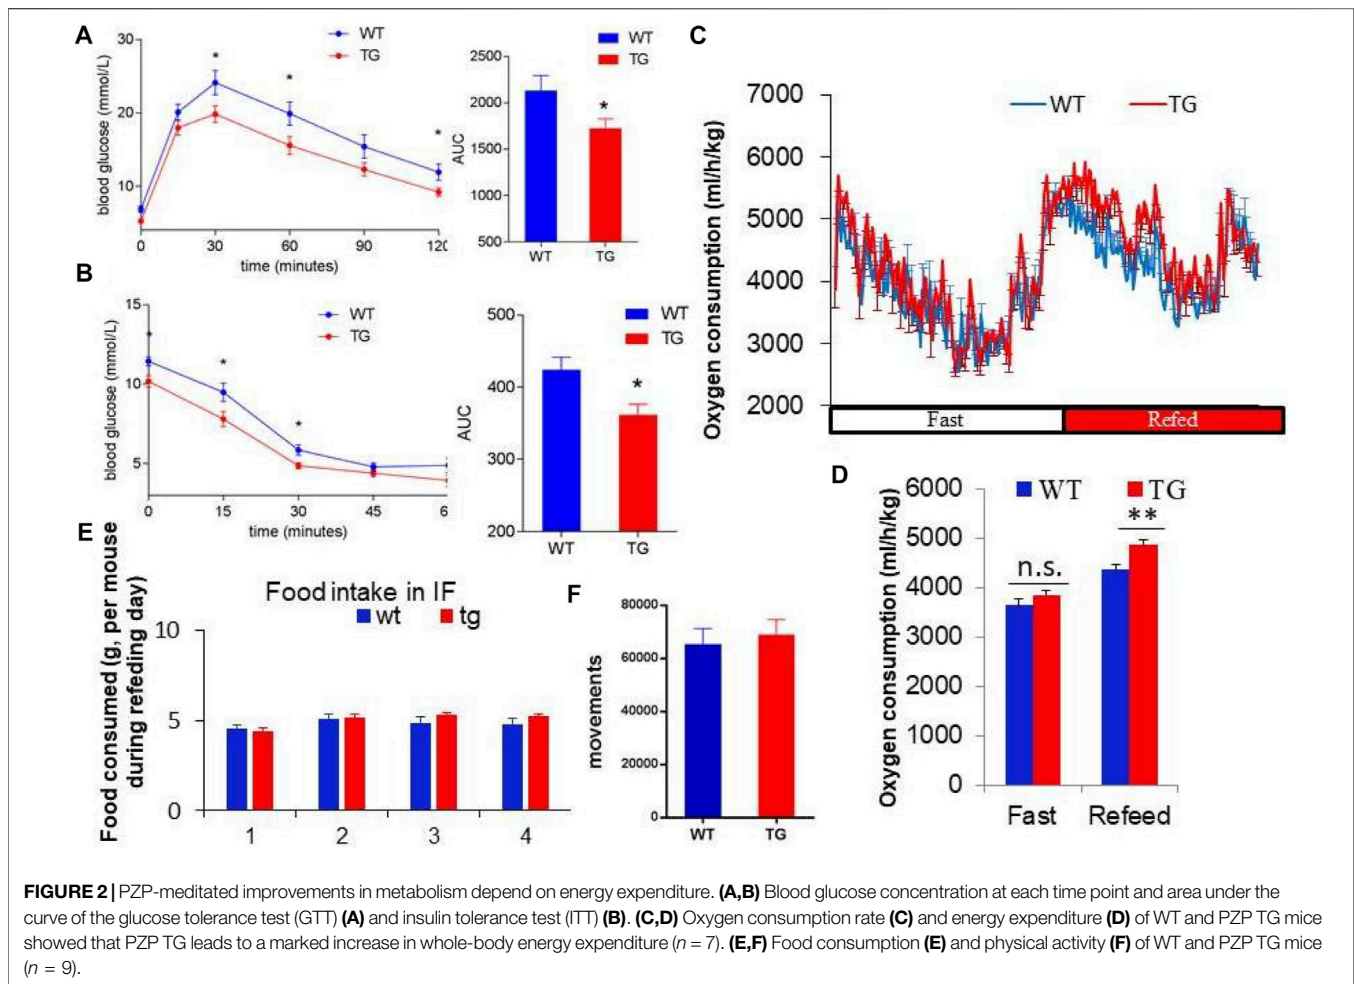 A
30
20
10
0
30
60
90
120
blood glucose (mmol/L)
time (minutes)
WT
TG
*
*
*
2500
2000
1500
1000
500
AUC
WT
TG
*
WT
TG
B
15
10
5
0
15
30
45
6
blood glucose (mmol/L)
time (minutes)
WT
TG
*
*
*
500
400
300
200
AUC
WT
TG
*
WT
TG
C
7000
6000
5000
4000
3000
2000
Oxygen consumption (ml/h/kg)
WT
TG
Fast
Refed
D
6000
5000
4000
3000
2000
1000
0
Oxygen consumption (ml/h/kg)
WT
TG
n.s.
**
Fast
Refeed
E
Food consumed (g, per mouse
during refeding day)
Food intake in IF
wt
tg
10
5
0
1
2
3
4
F
80000
60000
40000
20000
0
movements
WT
TG
FIGURE 2 | PZP-meditated improvements in metabolism depend on energy expenditure. (A,B) Blood glucose concentration at each time point and area under the
curve of the glucose tolerance test (GTT) (A) and insulin tolerance test (ITT) (B). (C,D) Oxygen consumption rate (C) and energy expenditure (D) of WT and PZP TG mice
showed that PZP TG leads to a marked increase in whole-body energy expenditure (n = 7). (E,F) Food consumption (E) and physical activity (F) of WT and PZP TG mice
(n = 9).